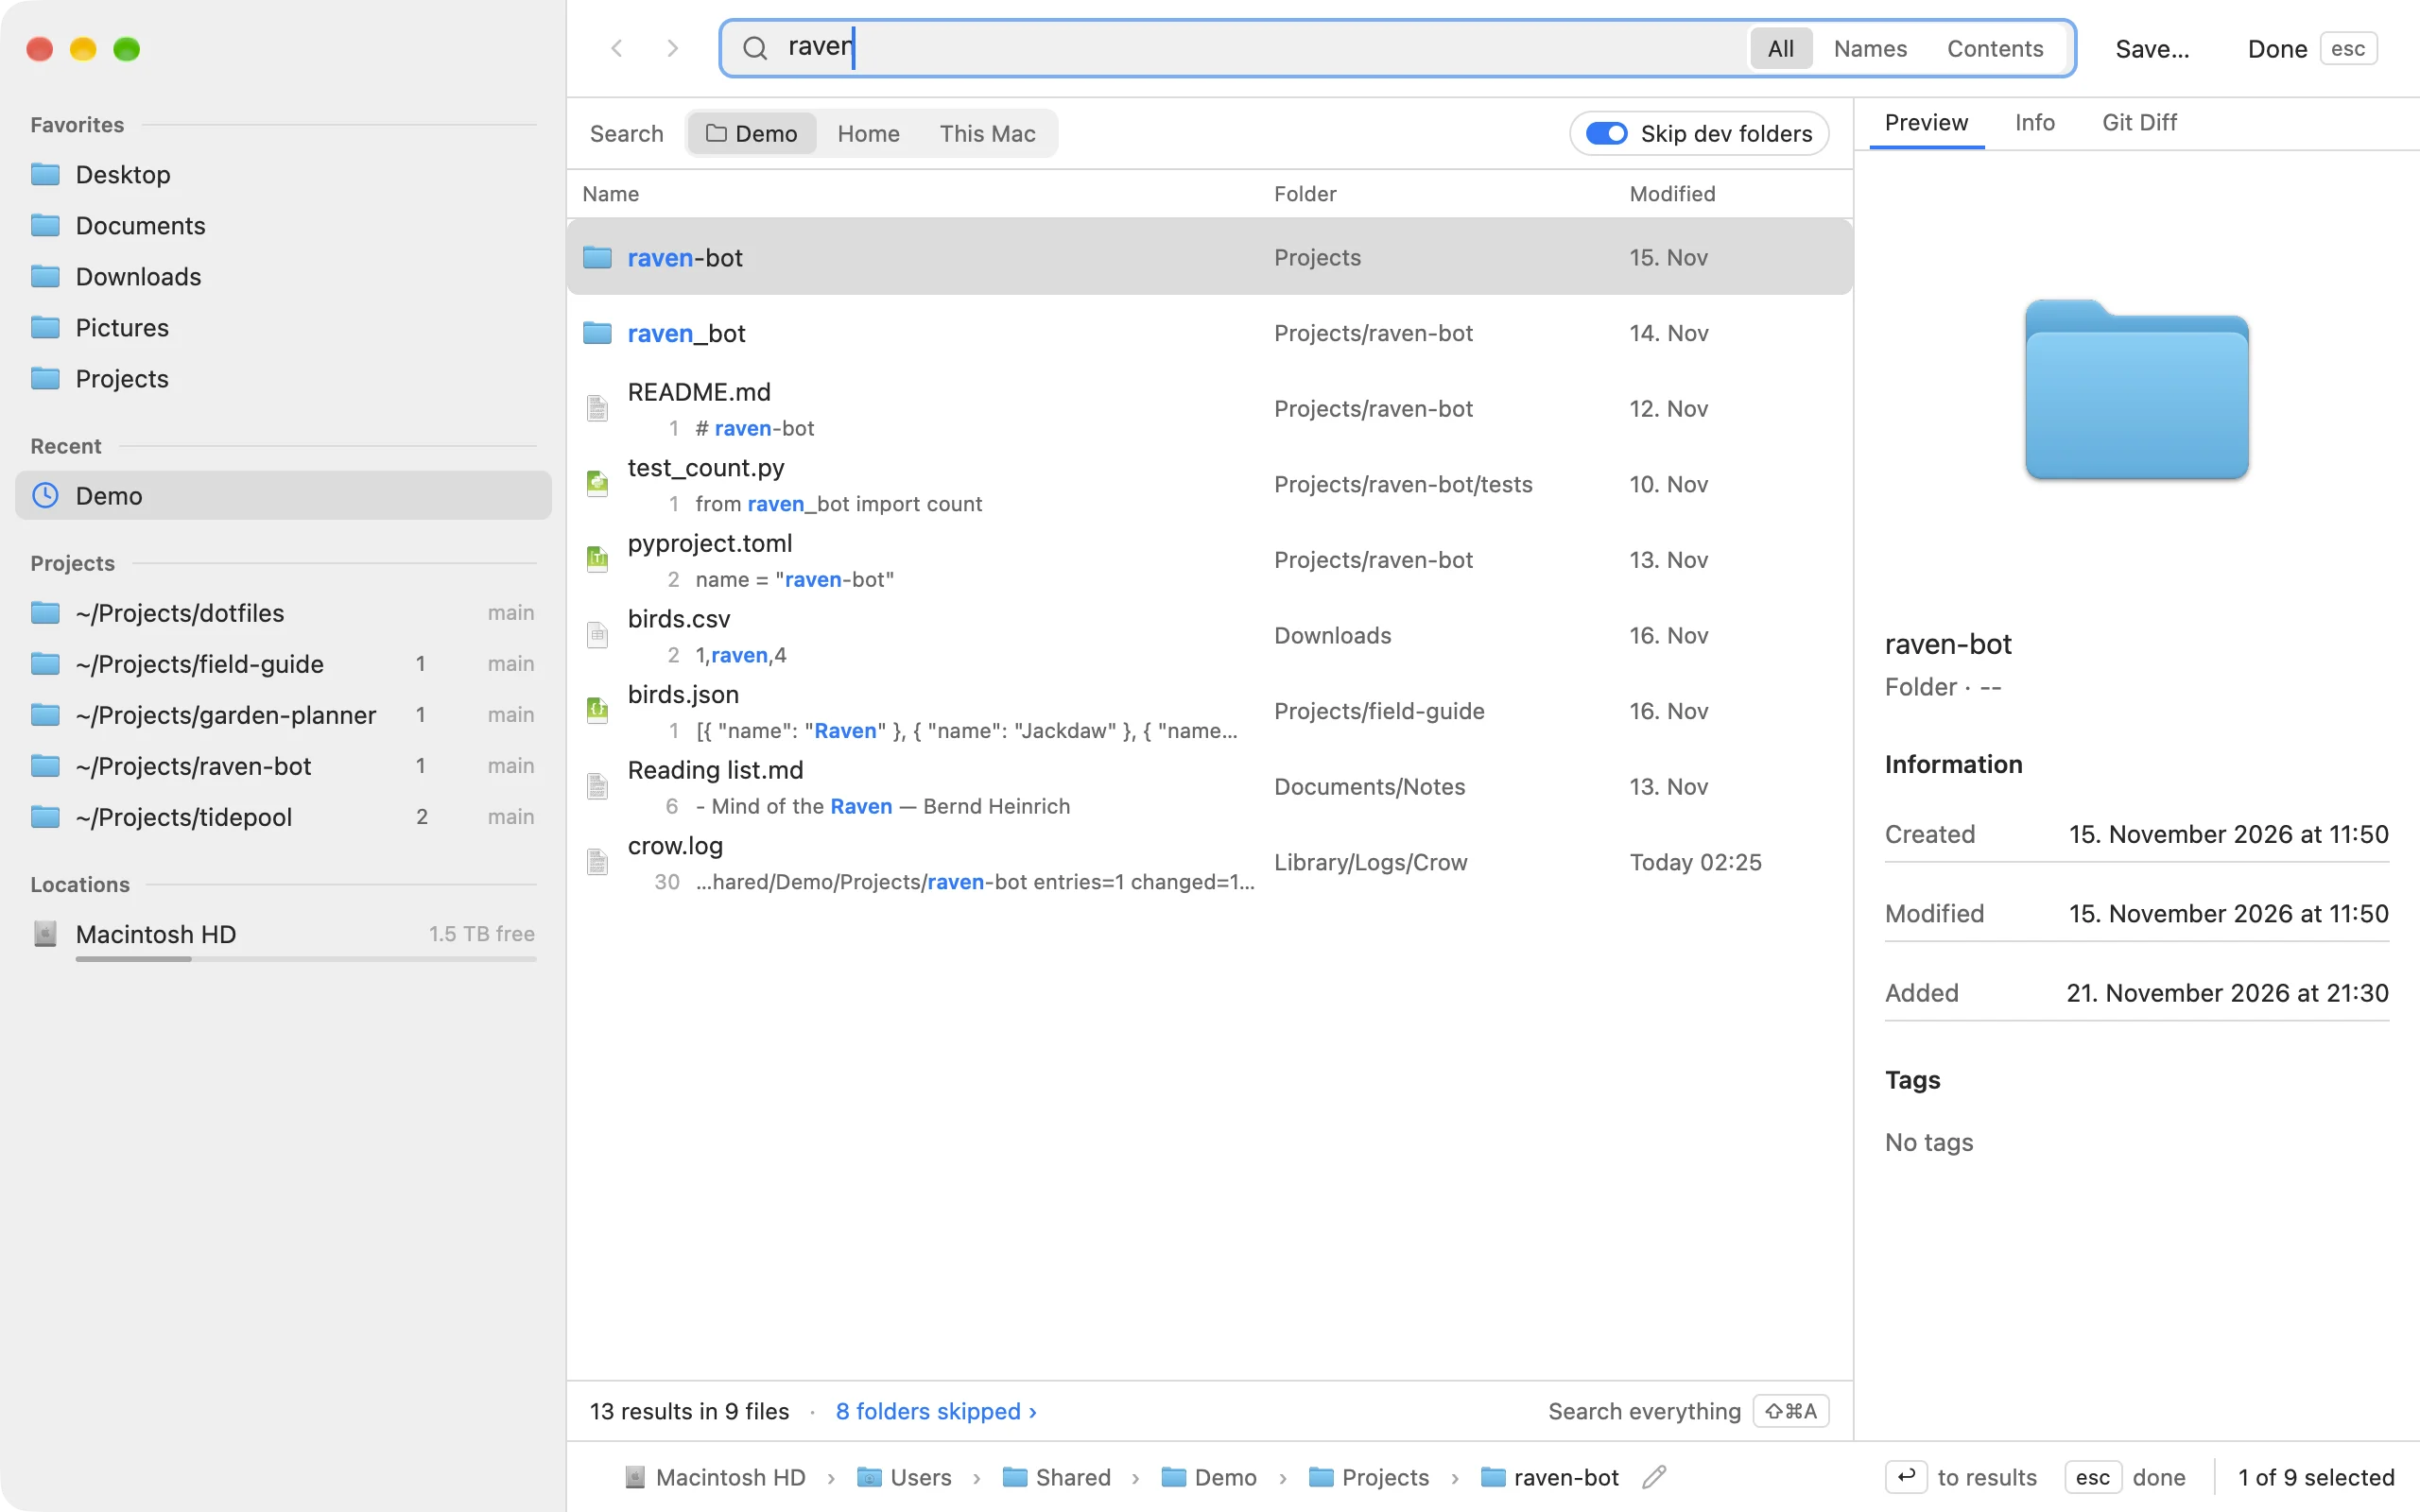 raven
All Names Contents
Save...
Done esc
Favorites
Desktop
Documents
Downloads
Pictures
Projects
Recent
Demo
Projects
~/Projects/dotfiles main
~/Projects/field-guide 1 main
~/Projects/garden-planner 1 main
~/Projects/raven-bot 1 main
~/Projects/tidepool 2 main
Locations
Macintosh HD 1.5 TB free
Search Demo Home This Mac Skip dev folders
Name Folder Modified
raven-bot Projects 15. Nov
raven_bot Projects/raven-bot 14. Nov
README.md Projects/raven-bot 12. Nov
1 # raven-bot
test_count.py Projects/raven-bot/tests 10. Nov
1 from raven_bot import count
pyproject.toml Projects/raven-bot 13. Nov
2 name = "raven-bot"
birds.csv Downloads 16. Nov
2 1,raven,4
birds.json Projects/field-guide 16. Nov
1 [{ "name": "Raven" }, { "name": "Jackdaw" }, { "name...
Reading list.md Documents/Notes 13. Nov
6 - Mind of the Raven — Bernd Heinrich
crow.log Library/Logs/Crow Today 02:25
30 ...hared/Demo/Projects/raven-bot entries=1 changed=1...
13 results in 9 files · 8 folders skipped ›
Search everything ⇧⌘A
Macintosh HD › Users › Shared › Demo › Projects › raven-bot
Preview Info Git Diff
raven-bot
Folder · --
Information
Created 15. November 2026 at 11:50
Modified 15. November 2026 at 11:50
Added 21. November 2026 at 21:30
Tags
No tags
↩ to results esc done 1 of 9 selected